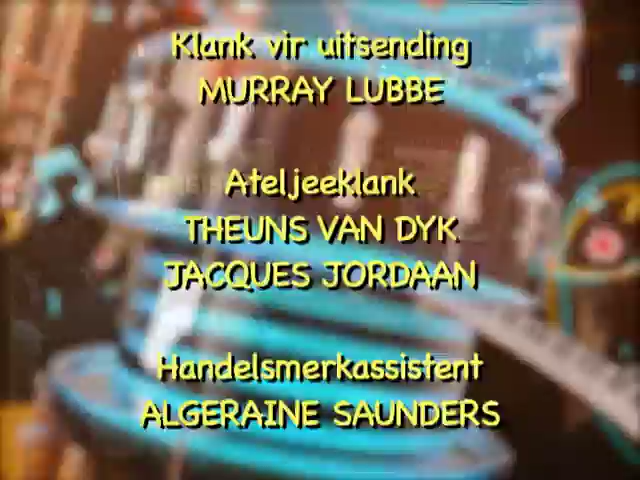 Klank vir uitsending
MURRAY LUBBE
Ateljeeklank
THEUNS VAN DYK
JACQUES JORDAAN
Handelsmerkassistent
ALGERAINE SAUNDERS